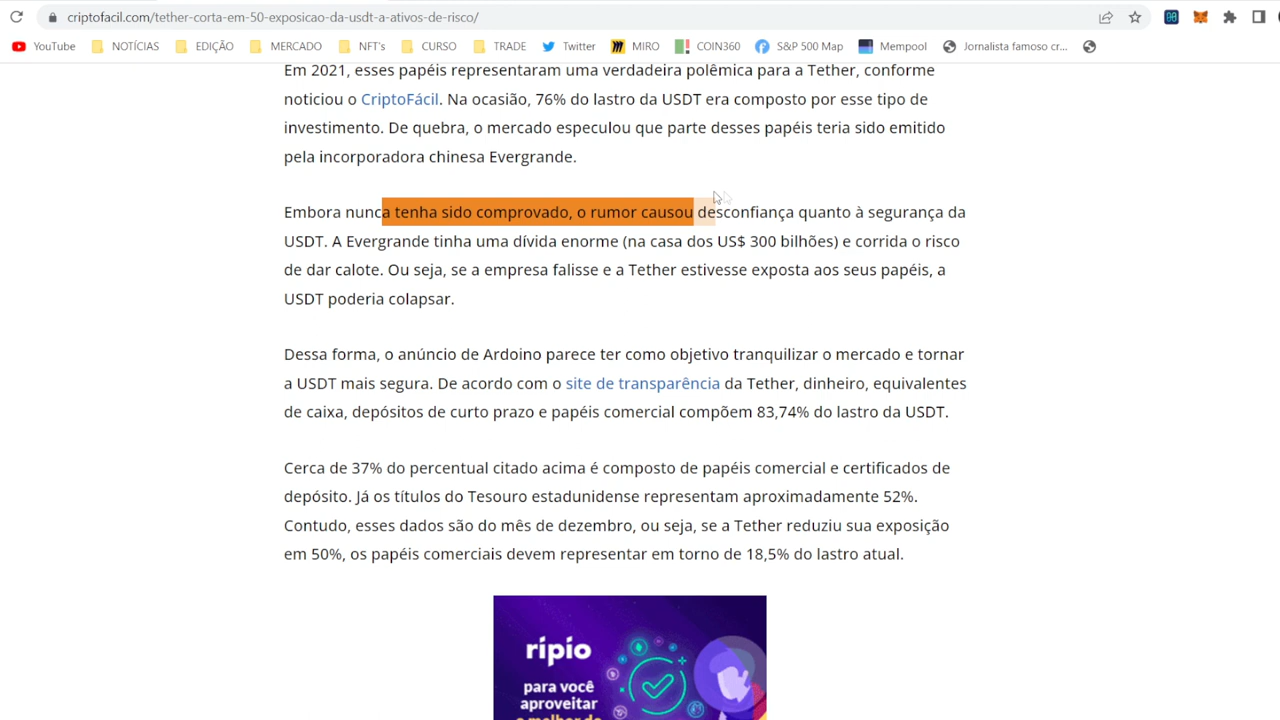 criptofacil.com/tether-corta-em-50-exposicao-da-usdt-a-ativos-de-risco/
YouTube NOTÍCIAS EDIÇÃO MERCADO NFT's CURSO TRADE Twitter MIRO COIN360 S&P 500 Map Mempool Jornalista famoso cr...
Em 2021, esses papéis representaram uma verdadeira polêmica para a Tether, conforme
noticiou o CriptoFácil. Na ocasião, 76% do lastro da USDT era composto por esse tipo de
investimento. De quebra, o mercado especulou que parte desses papéis teria sido emitido
pela incorporadora chinesa Evergrande.
Embora nunca tenha sido comprovado, o rumor causou desconfiança quanto à segurança da
USDT. A Evergrande tinha uma dívida enorme (na casa dos US$ 300 bilhões) e corrida o risco
de dar calote. Ou seja, se a empresa falisse e a Tether estivesse exposta aos seus papéis, a
USDT poderia colapsar.
Dessa forma, o anúncio de Ardoino parece ter como objetivo tranquilizar o mercado e tornar
a USDT mais segura. De acordo com o site de transparência da Tether, dinheiro, equivalentes
de caixa, depósitos de curto prazo e papéis comercial compõem 83,74% do lastro da USDT.
Cerca de 37% do percentual citado acima é composto de papéis comercial e certificados de
depósito. Já os títulos do Tesouro estadunidense representam aproximadamente 52%.
Contudo, esses dados são do mês de dezembro, ou seja, se a Tether reduziu sua exposição
em 50%, os papéis comerciais devem representar em torno de 18,5% do lastro atual.
ripio
para você
aproveitar
o melhor do